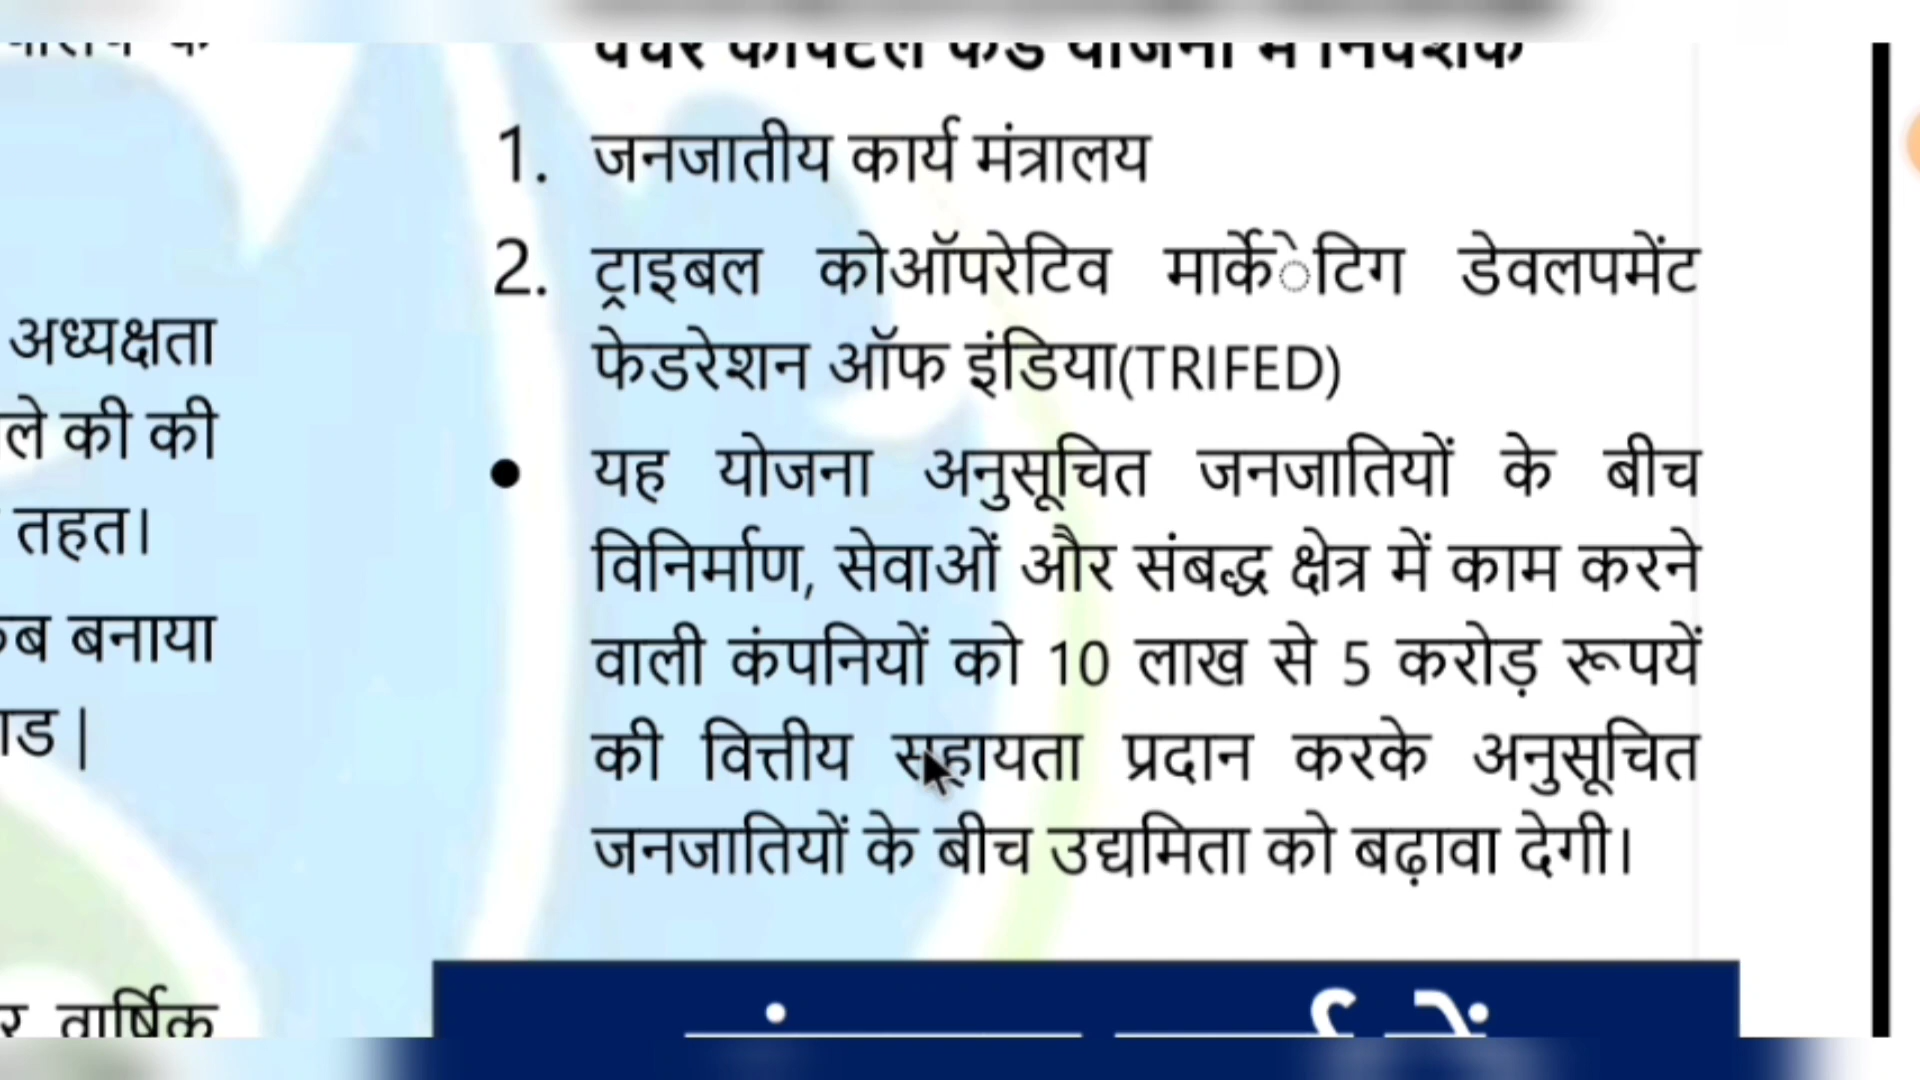 में निवेशक
1. जनजातीय कार्य मंत्रालय
2. ट्राइबल कोऑपरेटिव मार्केेटिग डेवलपमेंट
फेडरेशन ऑफ इंडिया(TRIFED)
• यह योजना अनुसूचित जनजातियों के बीच
विनिर्माण, सेवाओं और संबद्ध क्षेत्र में काम करने
वाली कंपनियों को 10 लाख से 5 करोड़ रूपयें
की वित्तीय सहायता प्रदान करके अनुसूचित
जनजातियों के बीच उद्यमिता को बढ़ावा देगी।
अध्यक्षता
ले की की
तहत।
ब बनाया
ाड |
र वार्षिक